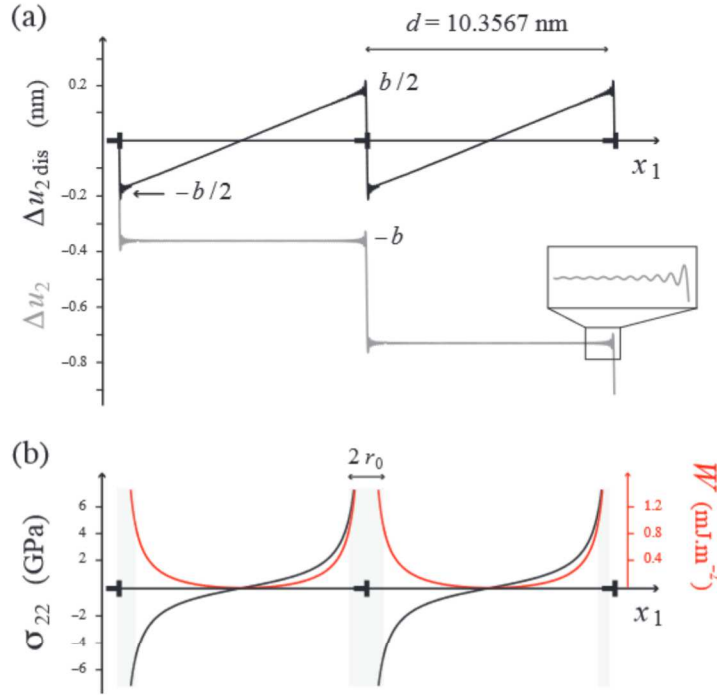 (a)
d = 10.3567 nm
Δu2 dis (nm)
Δu2
0.2
−0.2
−0.4
−0.6
−0.8
b/2
−b/2
−b
x1
(b)
2 r0
σ22 (GPa)
6
4
2
−2
−4
−6
W (mJ.m-2)
1.2
0.8
0.4
x1